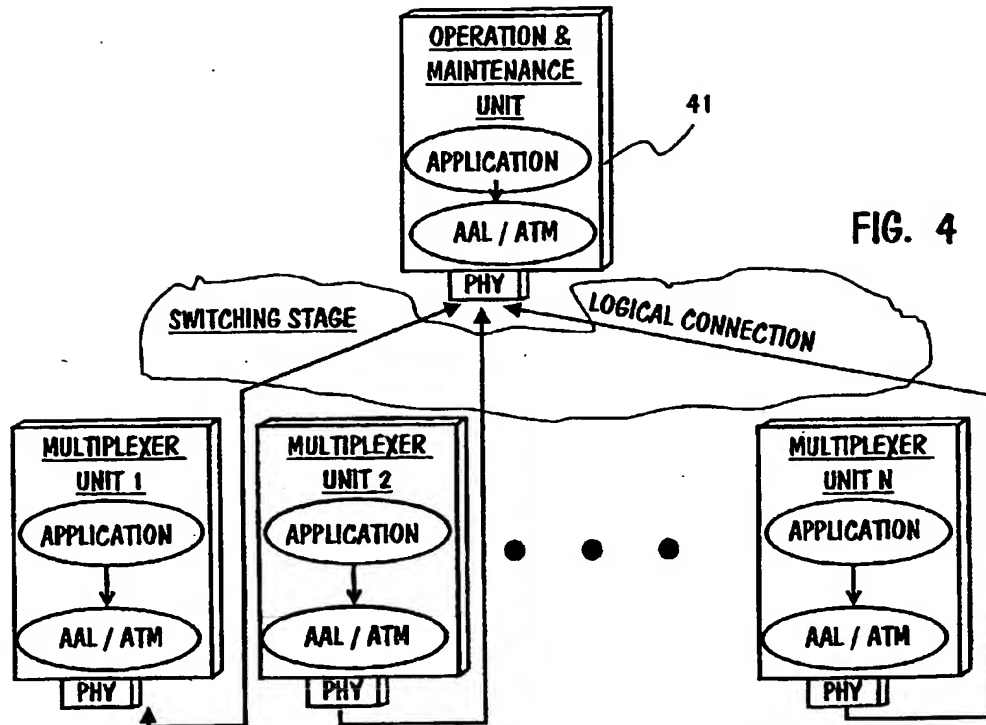 OPERATION &
MAINTENANCE
UNIT
41
APPLICATION
AAL / ATM
FIG. 4
PHY
SWITCHING STAGE
LOGICAL CONNECTION
MULTIPLEXER
UNIT 1
APPLICATION
AAL / ATM
PHY
MULTIPLEXER
UNIT 2
APPLICATION
AAL / ATM
PHY
MULTIPLEXER
UNIT N
APPLICATION
AAL / ATM
PHY